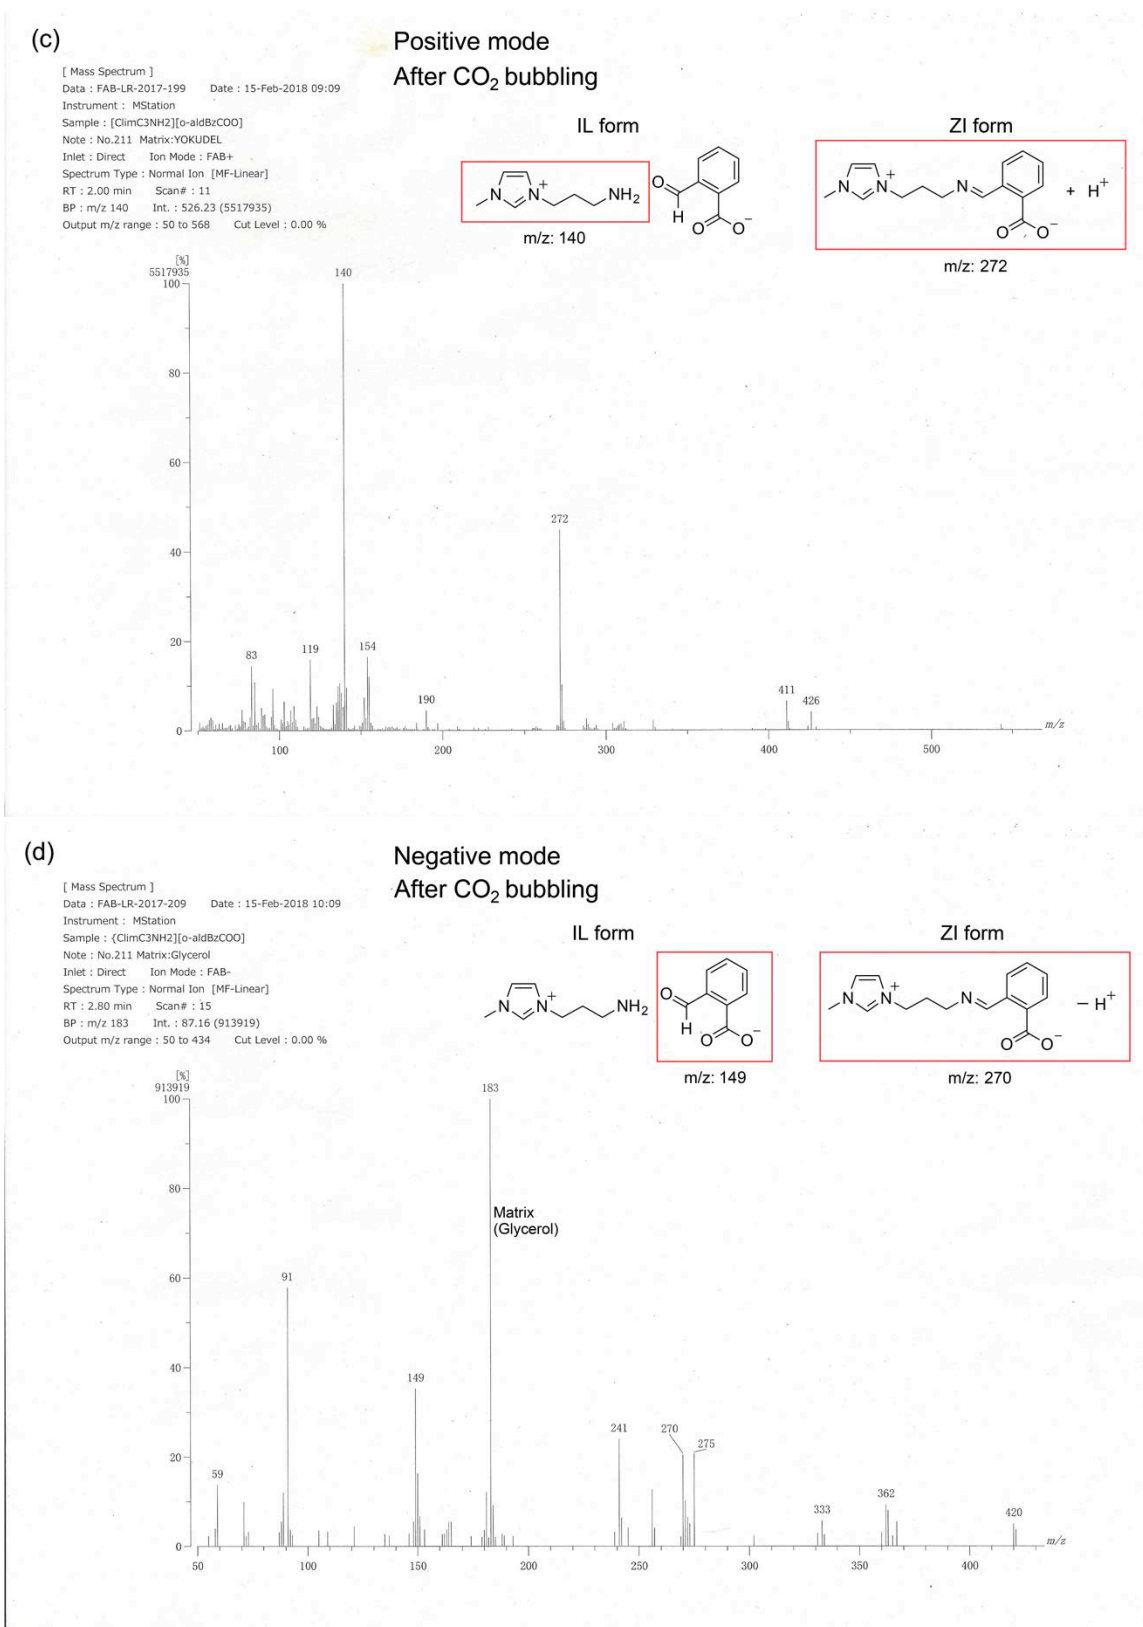 (c)
Positive mode
After CO₂ bubbling
[ Mass Spectrum ]
Data : FAB-LR-2017-199 Date : 15-Feb-2018 09:09
Instrument : MStation
Sample : [ClimC3NH2][o-aldBzCOO]
Note : No.211 Matrix:YOKUDEL
Inlet : Direct Ion Mode : FAB+
Spectrum Type : Normal Ion [MF-Linear]
RT : 2.00 min Scan# : 11
BP : m/z 140 Int. : 526.23 (5517935)
Output m/z range : 50 to 568 Cut Level : 0.00 %
IL form
ZI form
N + N NH₂
O H O O⁻
N + N N O O⁻ + H⁺
m/z: 140
m/z: 272
[%]
5517935
100
80
60
40
20
0
140
272
83
119
154
190
411
426
m/z
100 200 300 400 500
(d)
Negative mode
After CO₂ bubbling
[ Mass Spectrum ]
Data : FAB-LR-2017-209 Date : 15-Feb-2018 10:09
Instrument : MStation
Sample : {ClimC3NH2][o-aldBzCOO]
Note : No.211 Matrix:Glycerol
Inlet : Direct Ion Mode : FAB-
Spectrum Type : Normal Ion [MF-Linear]
RT : 2.80 min Scan# : 15
BP : m/z 183 Int. : 87.16 (913919)
Output m/z range : 50 to 434 Cut Level : 0.00 %
IL form
ZI form
N + N NH₂
O H O O⁻
N + N N O O⁻ − H⁺
m/z: 149
m/z: 270
[%]
913919
100
80
60
40
20
0
183
Matrix
(Glycerol)
91
149
59
241
270
275
333
362
420
m/z
50 100 150 200 250 300 350 400